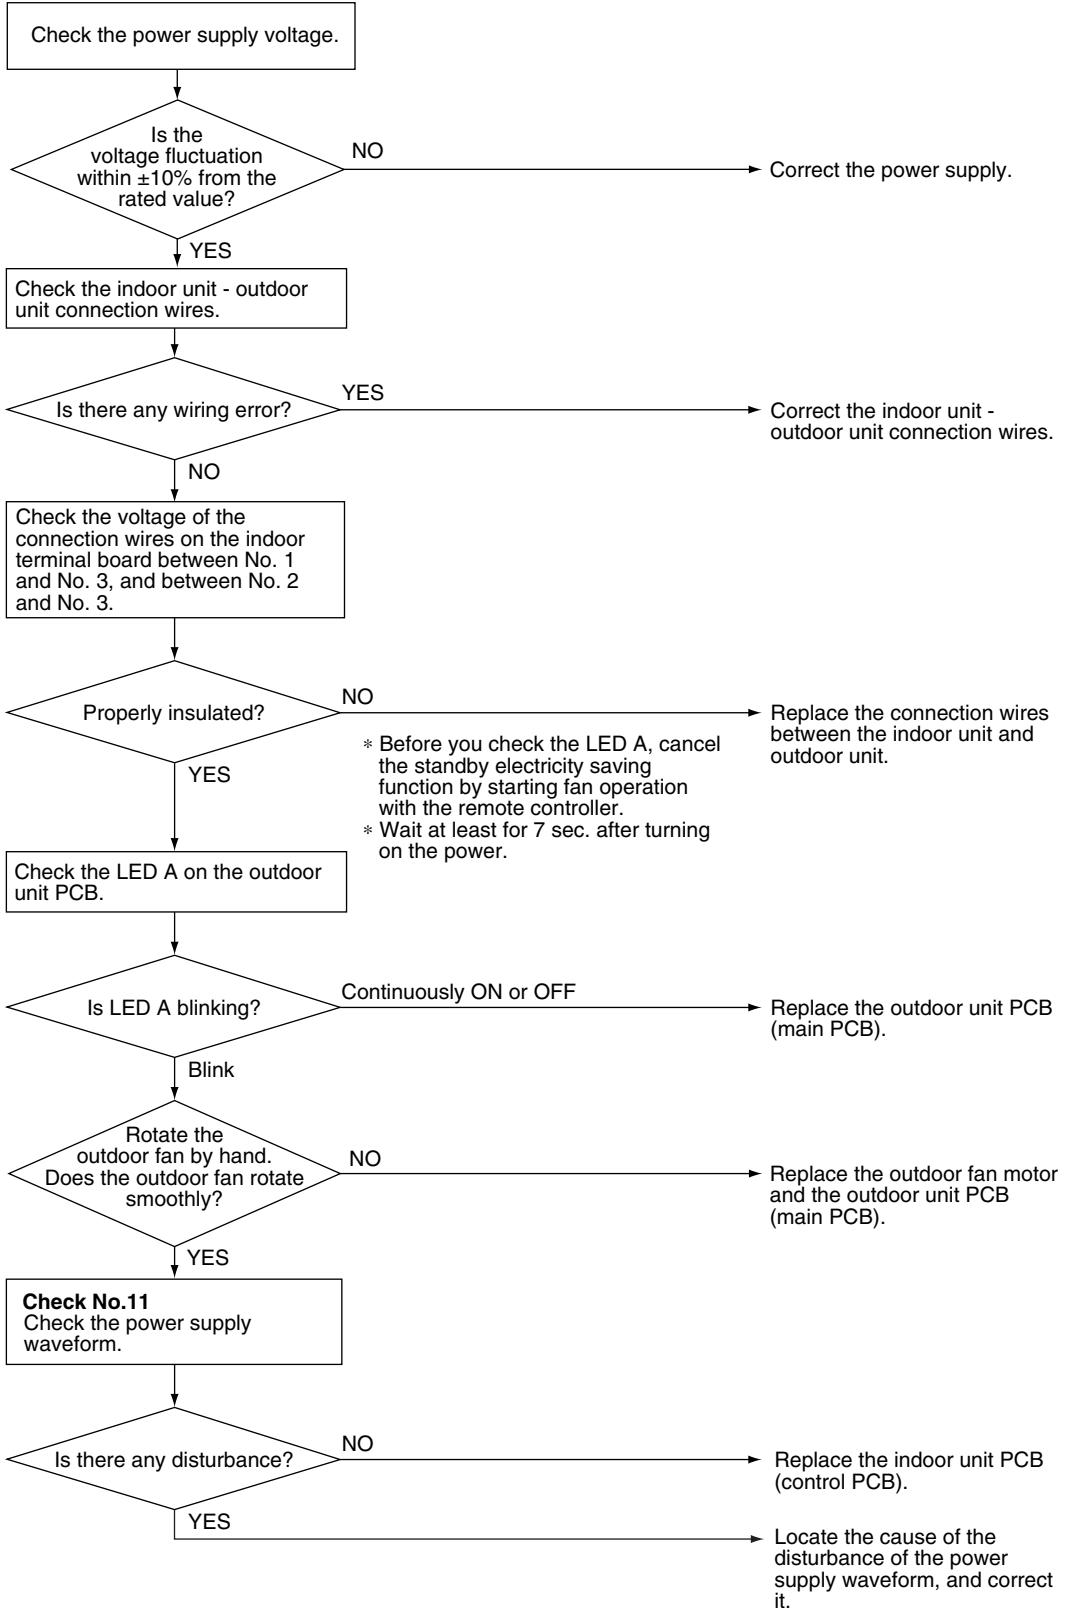 Check the power supply voltage.
Is the
voltage fluctuation
within ±10% from the
rated value?
NO
Correct the power supply.
YES
Check the indoor unit - outdoor
unit connection wires.
Is there any wiring error?
YES
Correct the indoor unit -
outdoor unit connection wires.
NO
Check the voltage of the
connection wires on the indoor
terminal board between No. 1
and No. 3, and between No. 2
and No. 3.
Properly insulated?
NO
Replace the connection wires
between the indoor unit and
outdoor unit.
YES
* Before you check the LED A, cancel
the standby electricity saving
function by starting fan operation
with the remote controller.
* Wait at least for 7 sec. after turning
on the power.
Check the LED A on the outdoor
unit PCB.
Is LED A blinking?
Continuously ON or OFF
Replace the outdoor unit PCB
(main PCB).
Blink
Rotate the
outdoor fan by hand.
Does the outdoor fan rotate
smoothly?
NO
Replace the outdoor fan motor
and the outdoor unit PCB
(main PCB).
YES
Check No.11
Check the power supply
waveform.
Is there any disturbance?
NO
Replace the indoor unit PCB
(control PCB).
YES
Locate the cause of the
disturbance of the power
supply waveform, and correct
it.